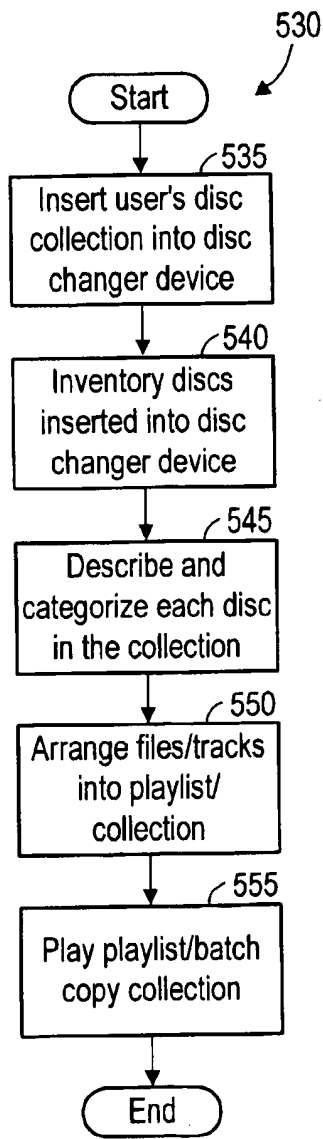 530
Start
535
Insert user's disc
collection into disc
changer device
540
Inventory discs
inserted into disc
changer device
545
Describe and
categorize each disc
in the collection
550
Arrange files/tracks
into playlist/
collection
555
Play playlist/batch
copy collection
End